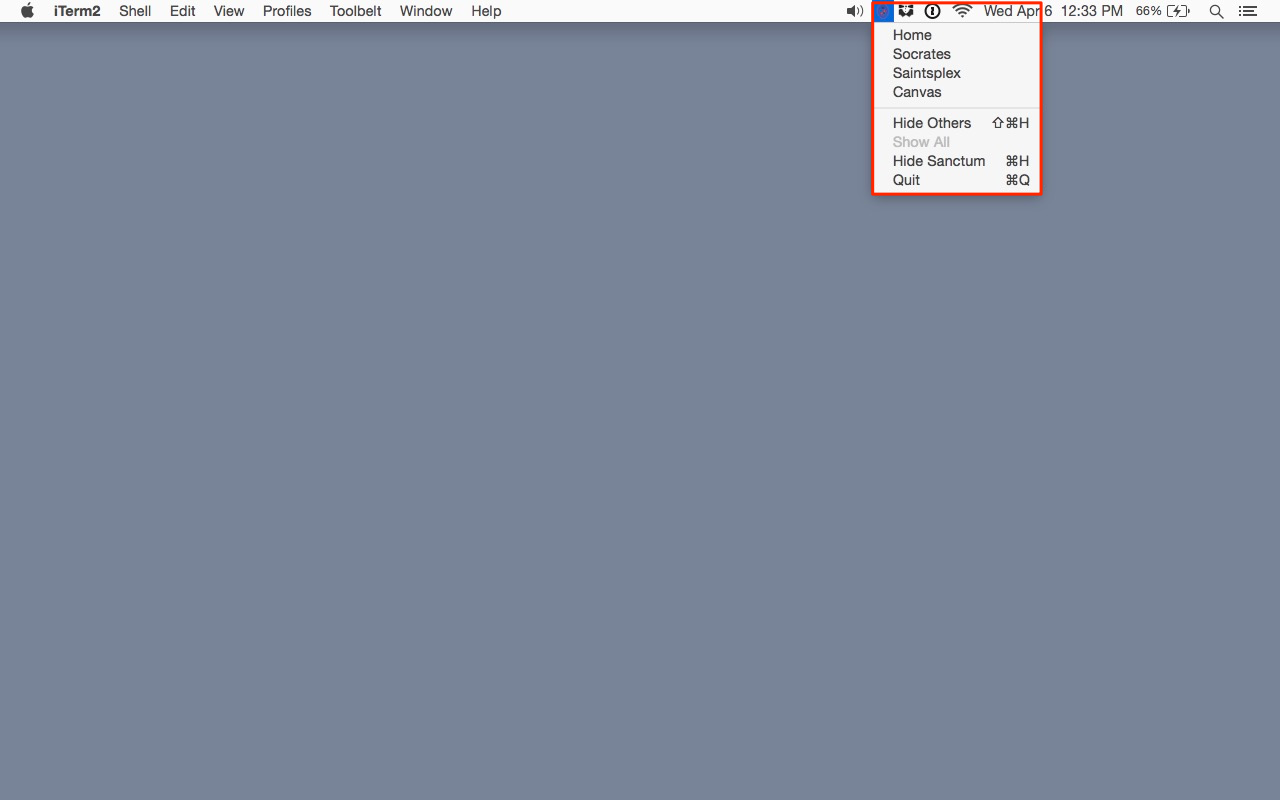 iTerm2 Shell Edit View Profiles Toolbelt Window Help Wed Apr 6 12:33 PM 66%
Home
Socrates
Saintsplex
Canvas
Hide Others ⇧⌘H
Show All
Hide Sanctum ⌘H
Quit ⌘Q